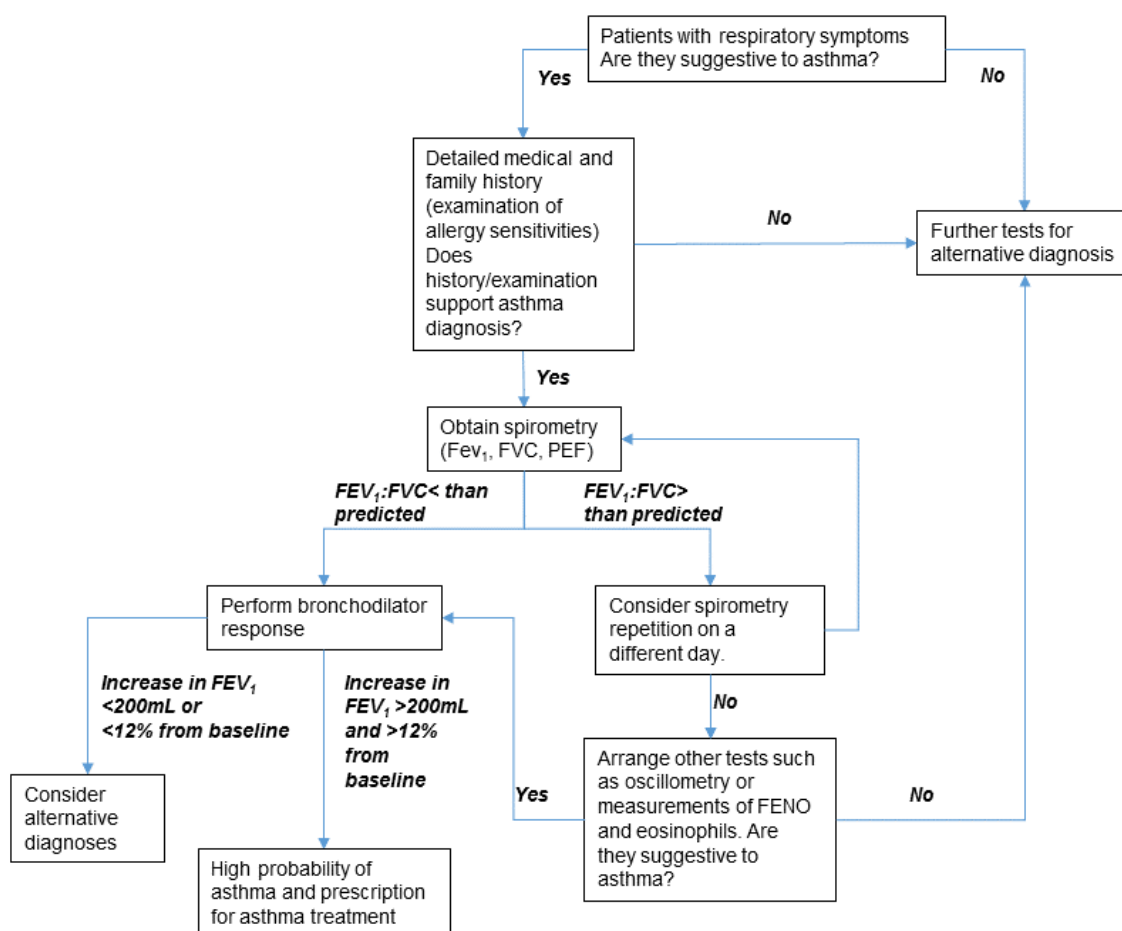 Patients with respiratory symptoms
Are they suggestive to asthma?
Yes
No
Detailed medical and
family history
(examination of
allergy sensitivities)
Does
history/examination
support asthma
diagnosis?
No
Further tests for
alternative diagnosis
Yes
Obtain spirometry
(Fev₁, FVC, PEF)
FEV₁:FVC< than
predicted
FEV₁:FVC>
than predicted
Perform bronchodilator
response
Consider spirometry
repetition on a
different day.
Increase in FEV₁
<200mL or
<12% from baseline
Increase in
FEV₁ >200mL
and >12%
from
baseline
No
Consider
alternative
diagnoses
Yes
Arrange other tests such
as oscillometry or
measurements of FENO
and eosinophils. Are
they suggestive to
asthma?
No
High probability of
asthma and prescription
for asthma treatment